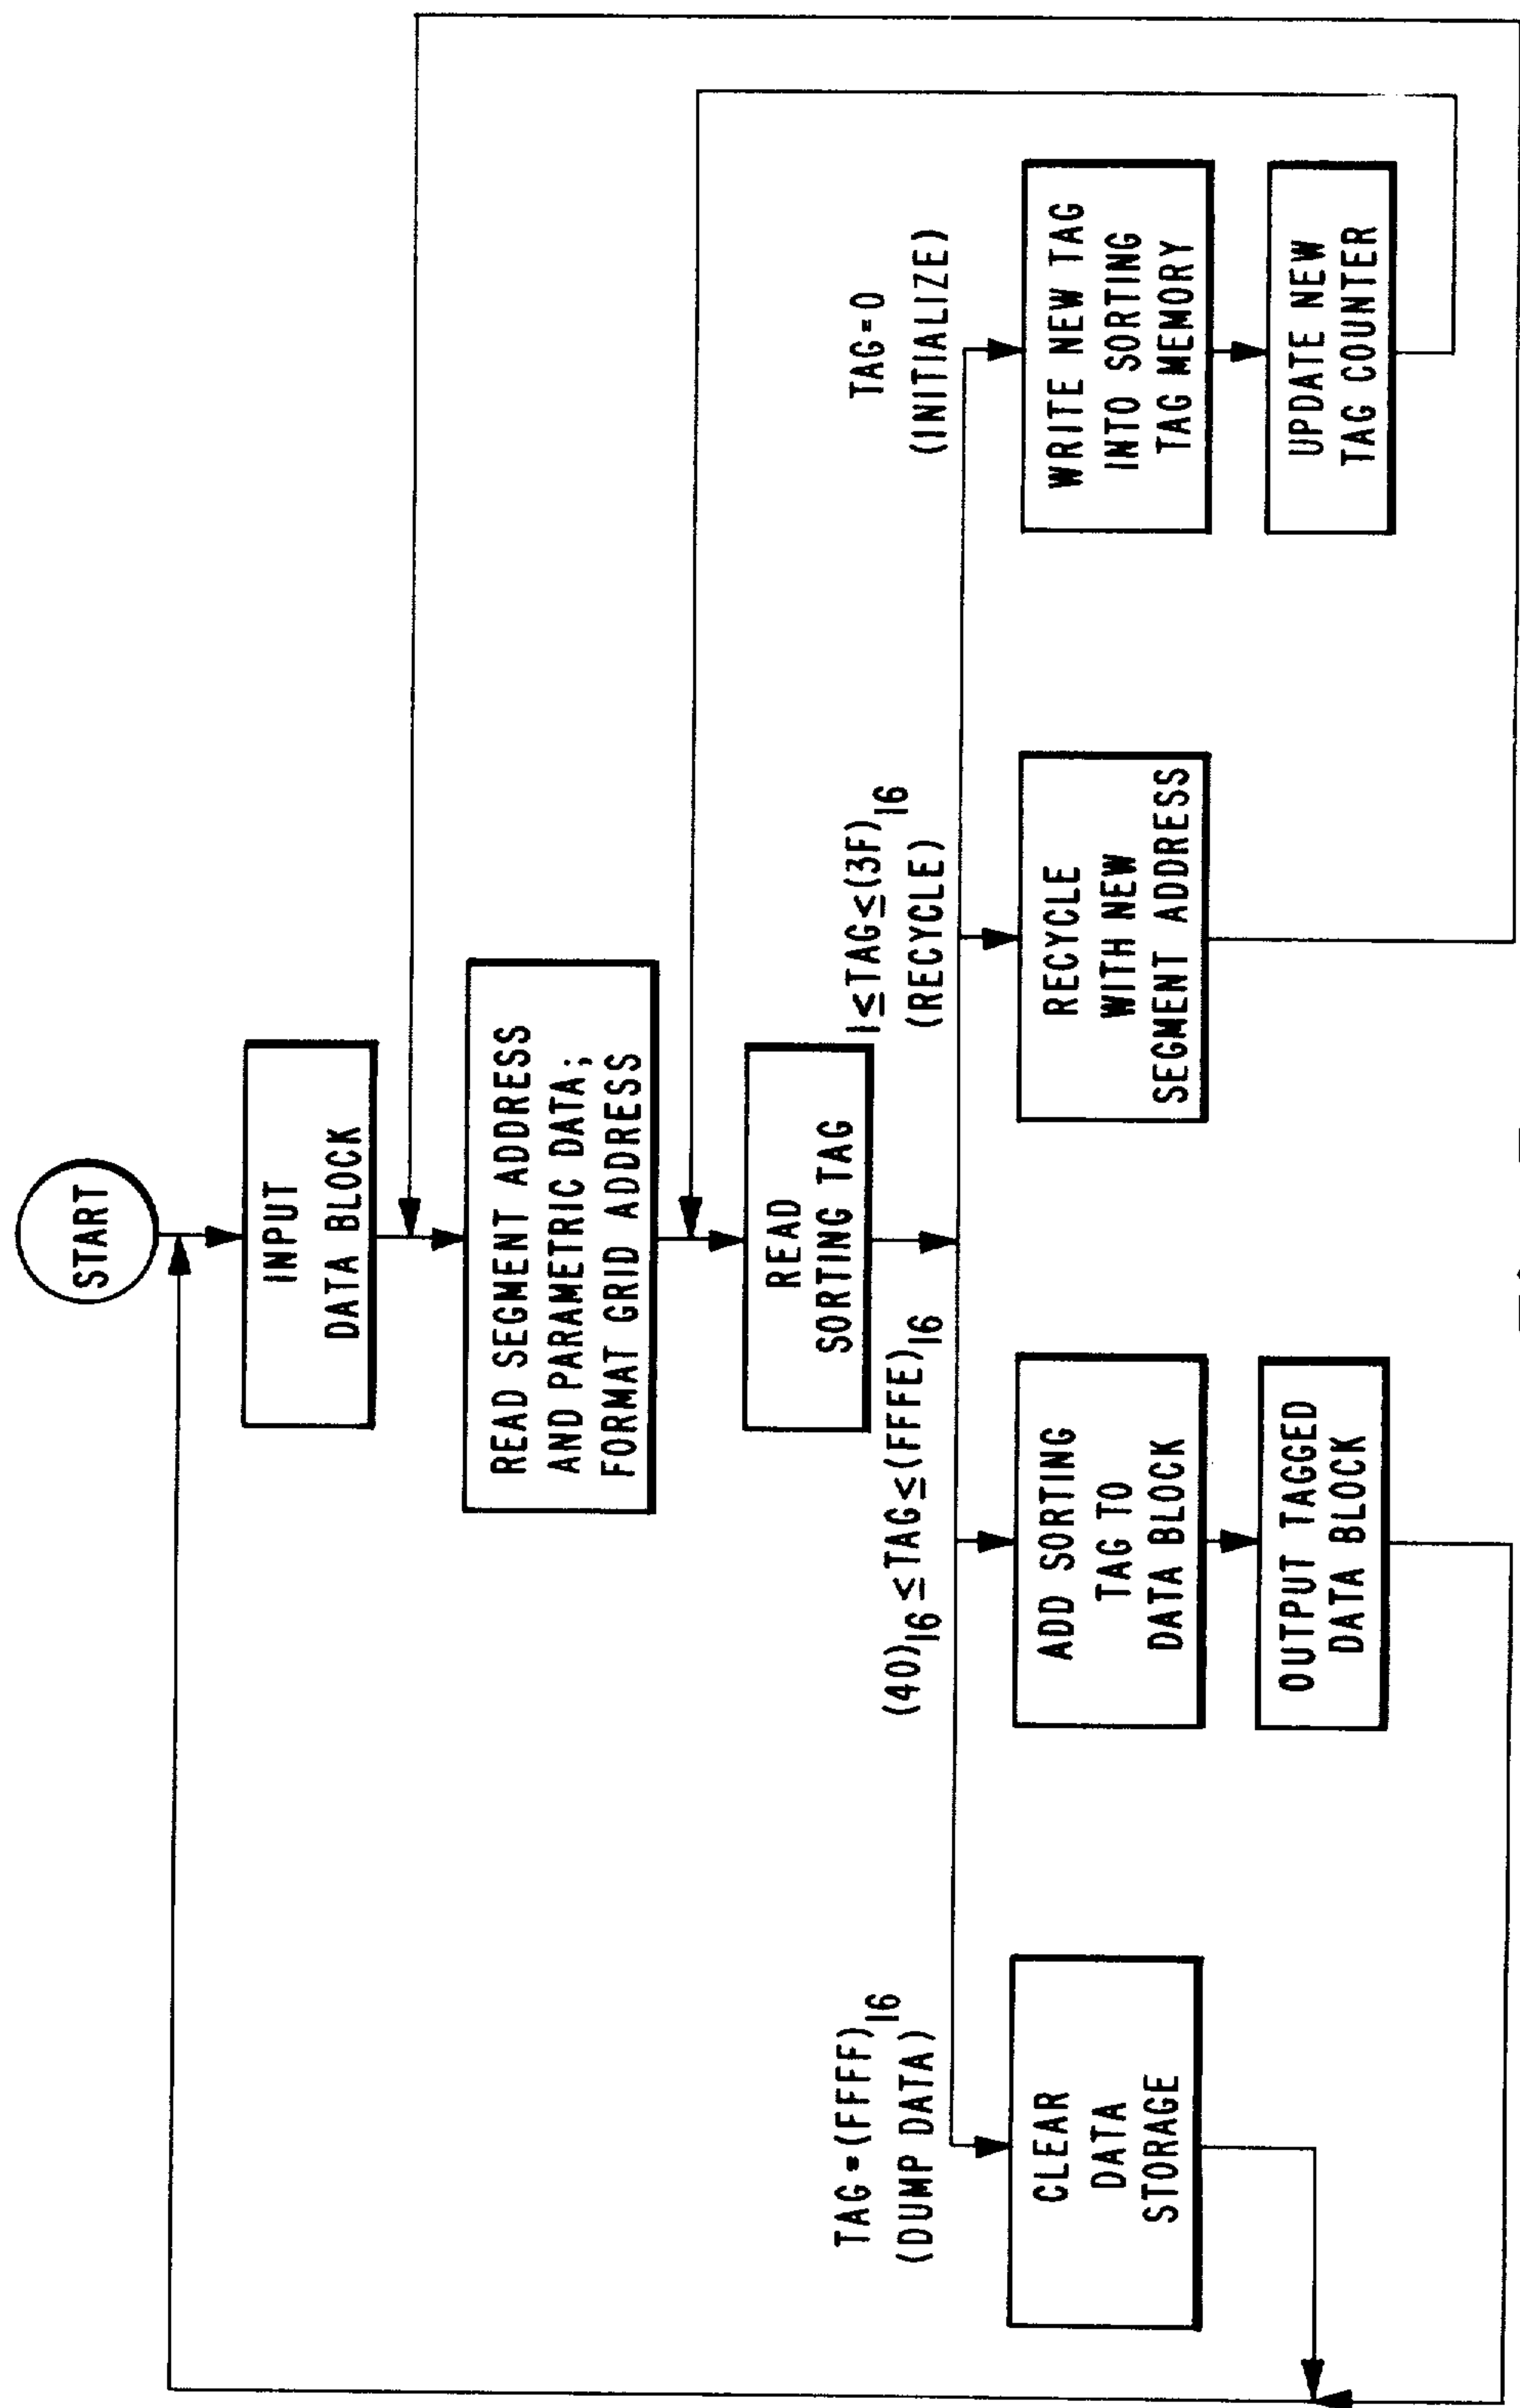 START
INPUT
DATA BLOCK
READ SEGMENT ADDRESS
AND PARAMETRIC DATA;
FORMAT GRID ADDRESS
READ
SORTING TAG
TAG=(FFFF)16
(DUMP DATA)
(40)16≤TAG≤(FFFE)16
1≤TAG≤(3F)16
(RECYCLE)
TAG=0
(INITIALIZE)
CLEAR
DATA
STORAGE
ADD SORTING
TAG TO
DATA BLOCK
OUTPUT TAGGED
DATA BLOCK
RECYCLE
WITH NEW
SEGMENT ADDRESS
WRITE NEW TAG
INTO SORTING
TAG MEMORY
UPDATE NEW
TAG COUNTER